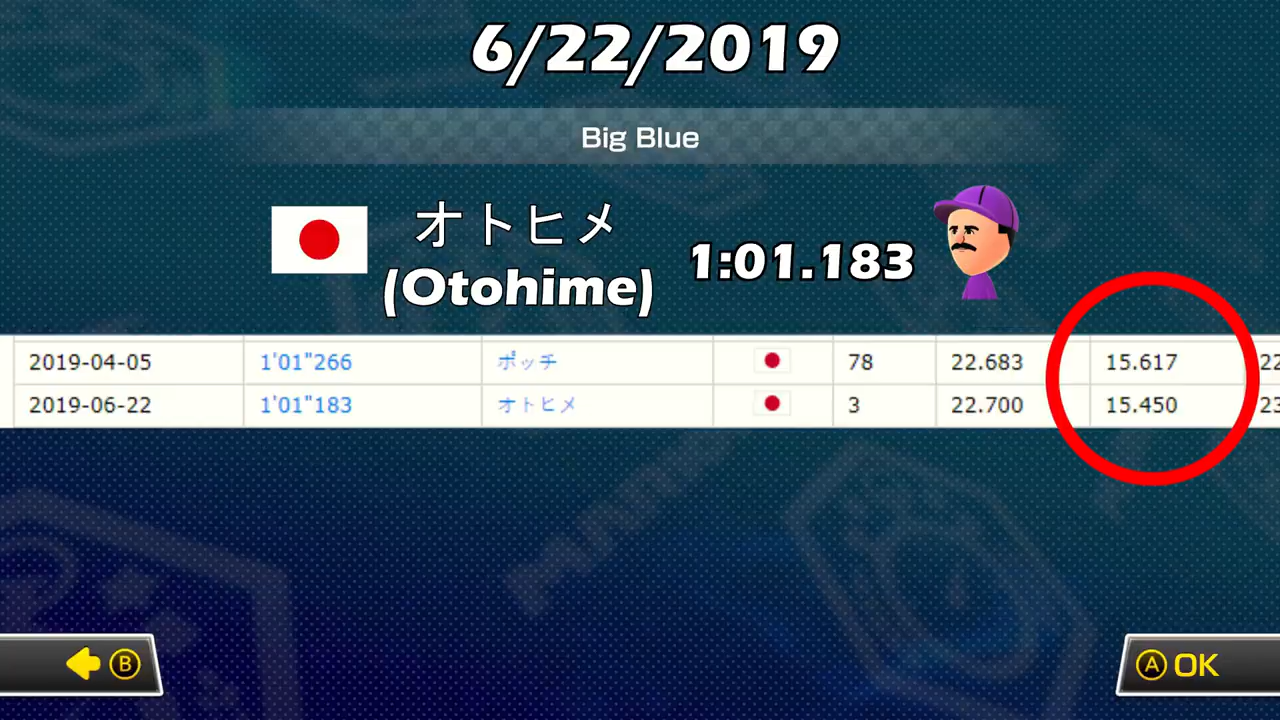 6/22/2019
Big Blue
オトヒメ
(Otohime)
1:01.183
2019-04-05 1'01"266 ポッチ 78 22.683 15.617 22
2019-06-22 1'01"183 オトヒメ 3 22.700 15.450 23
B
A OK